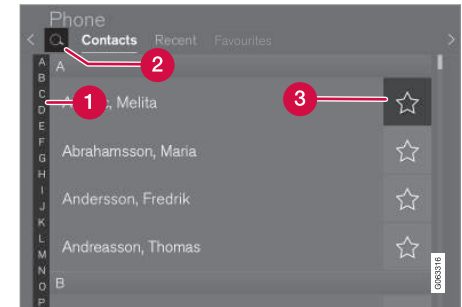 Phone
Contacts Recent Favourites
2
A
B
C
D
E
F
G
H
I
J
K
L
M
N
O
P
A
1
Melita
3
Abrahamsson, Maria
Andersson, Fredrik
Andreasson, Thomas
B
G063316